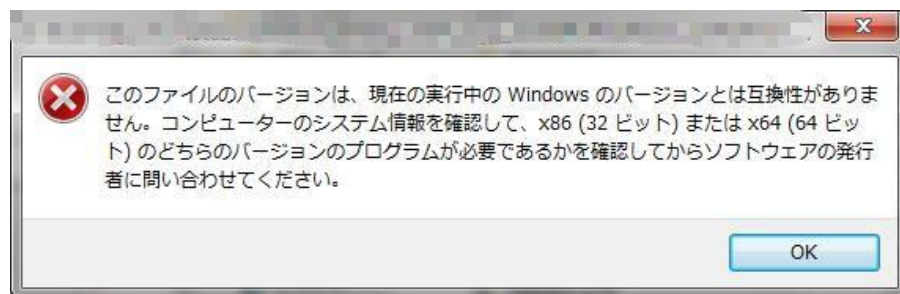 このファイルのバージョンは、現在の実行中の Windows のバージョンとは互換性がありま
せん。コンピューターのシステム情報を確認して、x86 (32 ビット) または x64 (64 ビッ
ト) のどちらのバージョンのプログラムが必要であるかを確認してからソフトウェアの発行
者に問い合わせてください。
OK